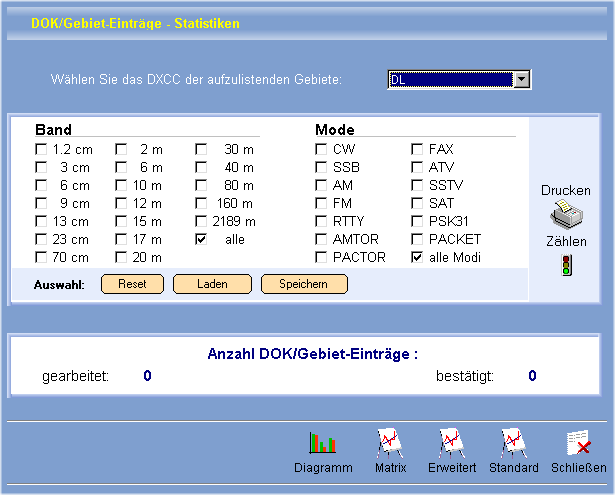 DOK/Gebiet-Einträge - Statistiken
Wählen Sie das DXCC der aufzulistenden Gebiete: DL
Band Mode
1.2 cm 2 m 30 m CW FAX
3 cm 6 m 40 m SSB ATV
6 cm 10 m 80 m AM SSTV
9 cm 12 m 160 m FM SAT
13 cm 15 m 2189 m RTTY PSK31
23 cm 17 m alle AMTOR PACKET
70 cm 20 m PACTOR alle Modi
Drucken
Zählen
Auswahl: Reset Laden Speichern
Anzahl DOK/Gebiet-Einträge :
gearbeitet: 0 bestätigt: 0
Diagramm Matrix Erweitert Standard Schließen